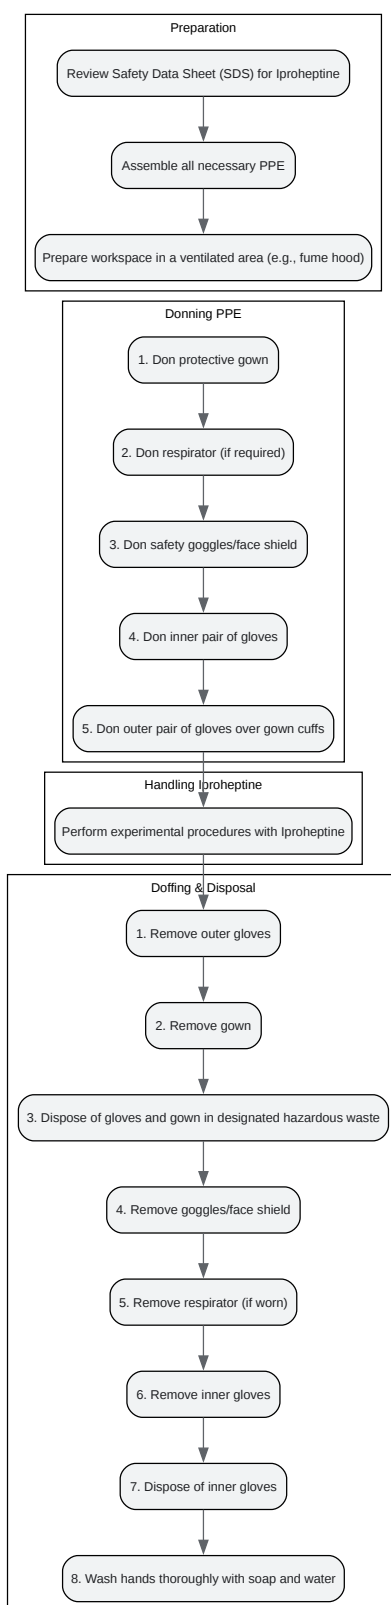 Preparation
Review Safety Data Sheet (SDS) for Iproheptine
Assemble all necessary PPE
Prepare workspace in a ventilated area (e.g., fume hood)
Donning PPE
1. Don protective gown
2. Don respirator (if required)
3. Don safety goggles/face shield
4. Don inner pair of gloves
5. Don outer pair of gloves over gown cuffs
Handling Iproheptine
Perform experimental procedures with Iproheptine
Doffing & Disposal
1. Remove outer gloves
2. Remove gown
3. Dispose of gloves and gown in designated hazardous waste
4. Remove goggles/face shield
5. Remove respirator (if worn)
6. Remove inner gloves
7. Dispose of inner gloves
8. Wash hands thoroughly with soap and water